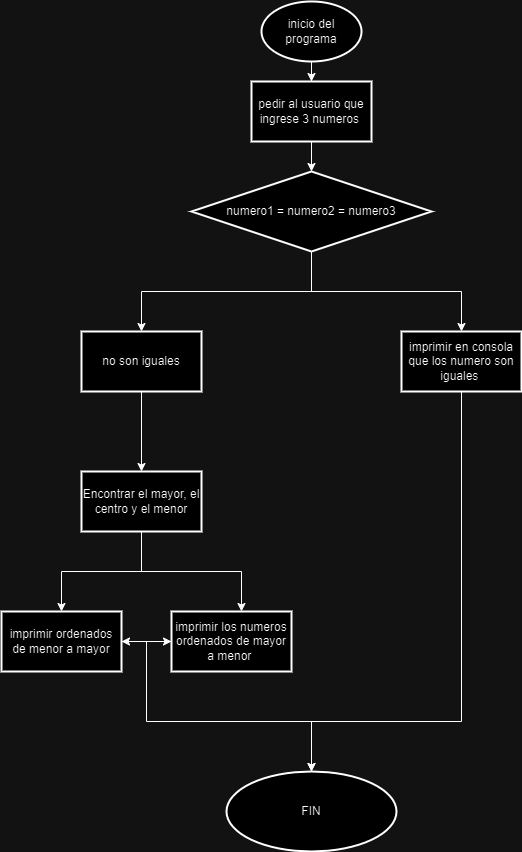 inicio del
programa
pedir al usuario que
ingrese 3 numeros
numero1 = numero2 = numero3
no son iguales
imprimir en consola
que los numero son
iguales
Encontrar el mayor, el
centro y el menor
imprimir ordenados
de menor a mayor
imprimir los numeros
ordenados de mayor
a menor
FIN